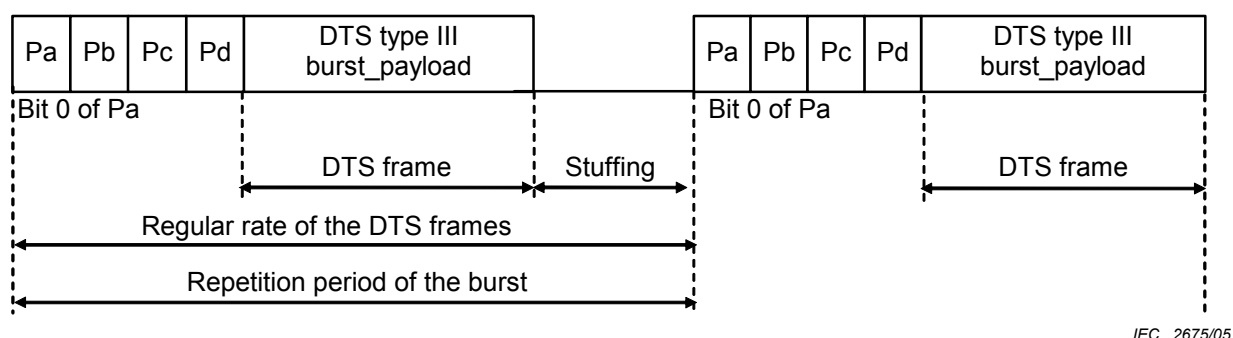 Pa Pb Pc Pd DTS type III burst_payload Pa Pb Pc Pd DTS type III burst_payload
Bit 0 of Pa Bit 0 of Pa
DTS frame Stuffing DTS frame
Regular rate of the DTS frames
Repetition period of the burst
IEC 2675/05